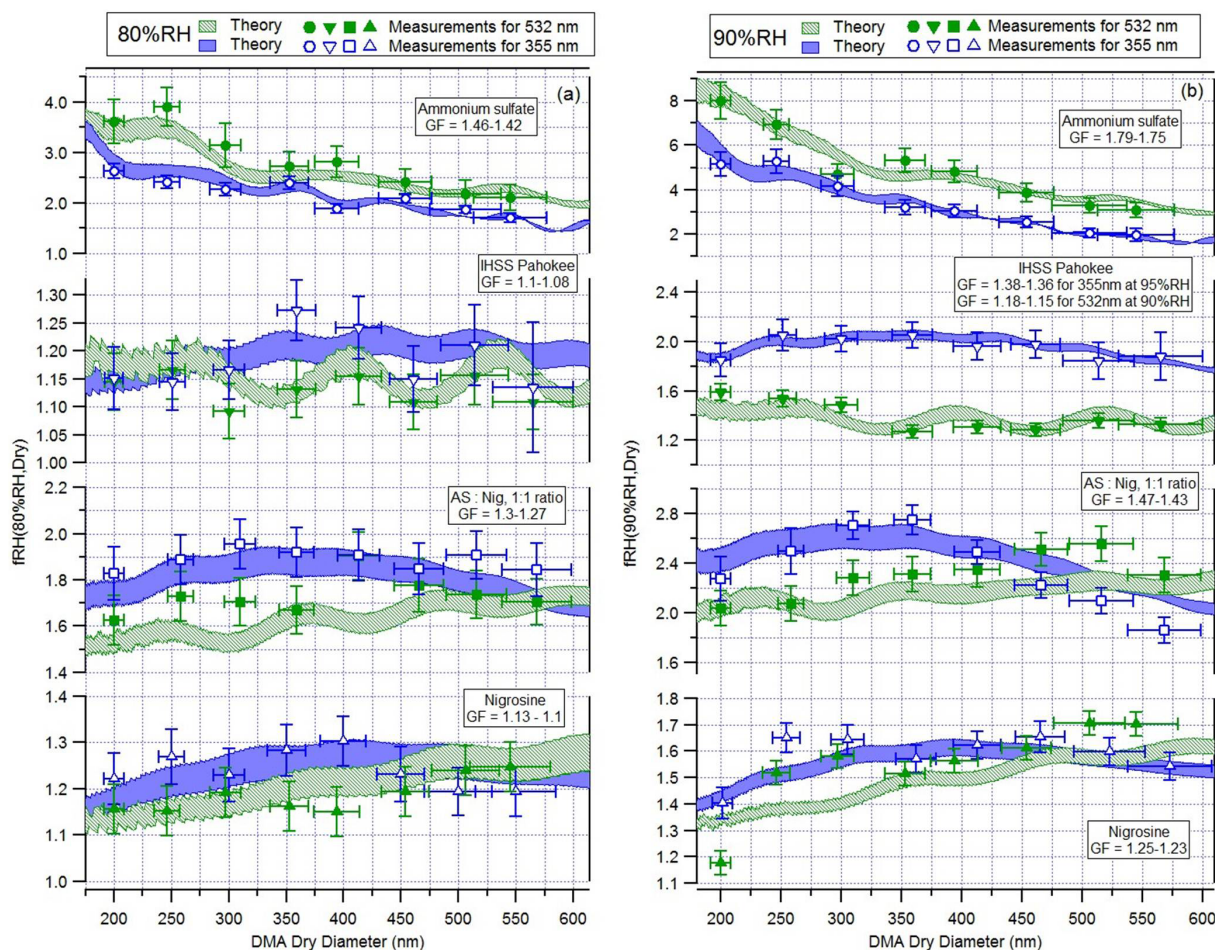 80%RH
Theory
Measurements for 532 nm
Theory
Measurements for 355 nm
(a)
4.0
3.0
2.0
1.0
Ammonium sulfate
GF = 1.46-1.42
IHSS Pahokee
GF = 1.1-1.08
1.30
1.25
1.20
1.15
1.10
1.05
1.00
fRH(80%RH,Dry)
AS : Nig, 1:1 ratio
GF = 1.3-1.27
2.2
2.0
1.8
1.6
1.4
Nigrosine
GF = 1.13 - 1.1
1.4
1.3
1.2
1.1
1.0
200 250 300 350 400 450 500 550 600
DMA Dry Diameter (nm)
90%RH
Theory
Measurements for 532 nm
Theory
Measurements for 355 nm
(b)
8
6
4
2
Ammonium sulfate
GF = 1.79-1.75
IHSS Pahokee
GF = 1.38-1.36 for 355nm at 95%RH
GF = 1.18-1.15 for 532nm at 90%RH
2.4
2.0
1.6
1.2
fRH(90%RH,Dry)
AS : Nig, 1:1 ratio
GF = 1.47-1.43
2.8
2.4
2.0
1.6
1.8
1.7
1.6
1.5
1.4
1.3
1.2
1.1
Nigrosine
GF = 1.25-1.23
200 250 300 350 400 450 500 550 600
DMA Dry Diameter (nm)